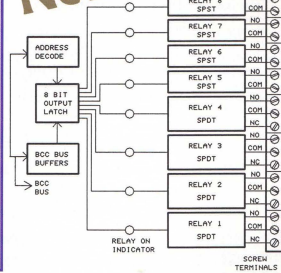 RELAY 8
SPST
COM
NO
RELAY 7
SPST
COM
NO
RELAY 6
SPST
COM
NO
RELAY 5
SPST
COM
NO
RELAY 4
SPDT
COM
NC
NO
RELAY 3
SPDT
COM
NC
NO
RELAY 2
SPDT
COM
NC
NO
RELAY 1
SPDT
COM
NC
ADDRESS
DECODE
8 BIT
OUTPUT
LATCH
BCC BUS
BUFFERS
BCC
BUS
RELAY ON
INDICATOR
SCREW
TERMINALS